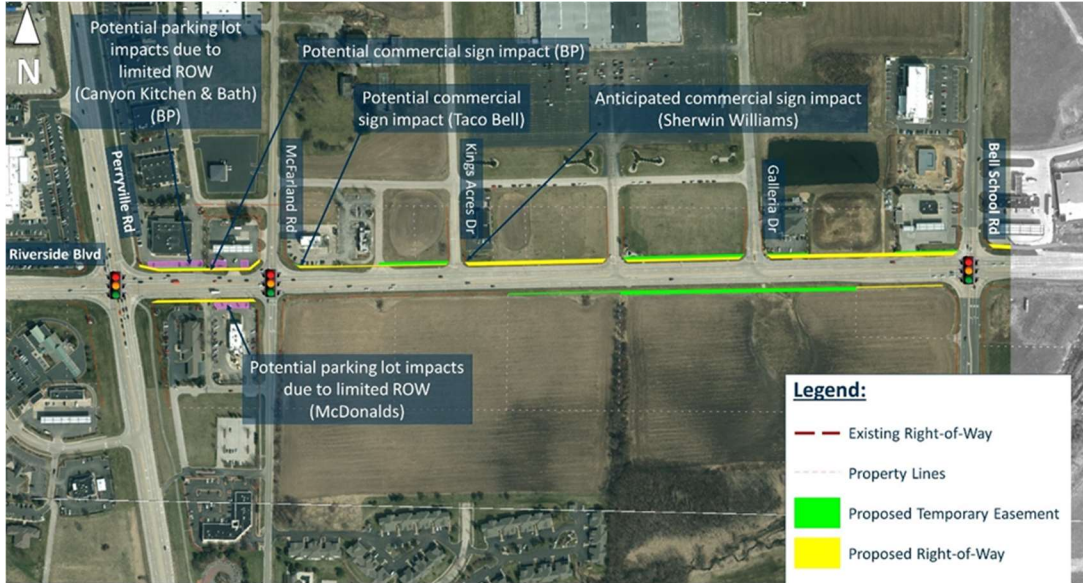 Potential parking lot
impacts due to
limited ROW
(Canyon Kitchen & Bath)
(BP)
Potential commercial sign impact (BP)
Potential commercial
sign impact (Taco Bell)
Anticipated commercial sign impact
(Sherwin Williams)
N
Perryville Rd
McFarland Rd
Kings Acres Dr
Galleria Dr
Bell School Rd
Riverside Blvd
Potential parking lot impacts
due to limited ROW
(McDonalds)
Legend:
Existing Right-of-Way
Property Lines
Proposed Temporary Easement
Proposed Right-of-Way